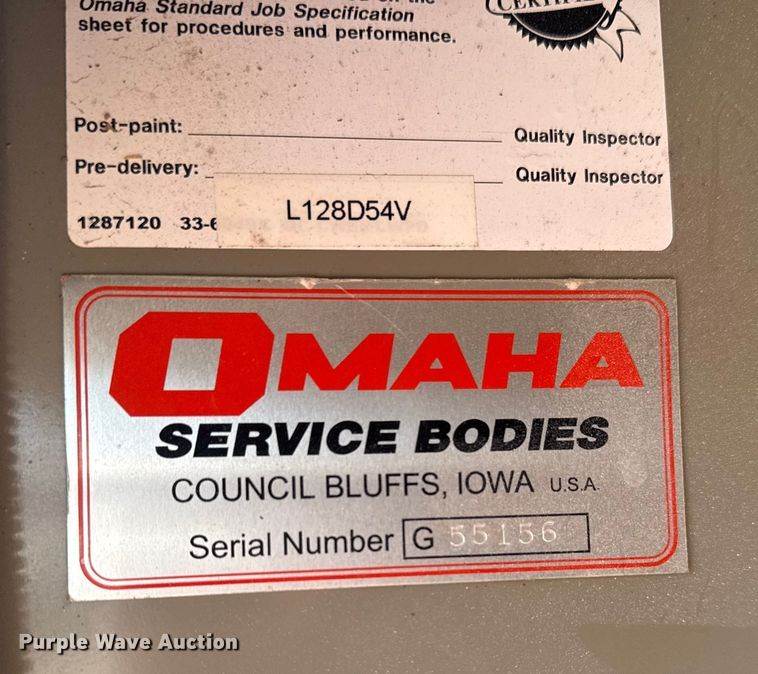 Omaha Standard Job Specification
sheet for procedures and performance.
CERTIFIED
Post-paint: Quality Inspector
Pre-delivery: Quality Inspector
1287120 33-6
L128D54V
OMAHA
SERVICE BODIES
COUNCIL BLUFFS, IOWA U.S.A.
Serial Number G 55156
Purple Wave Auction